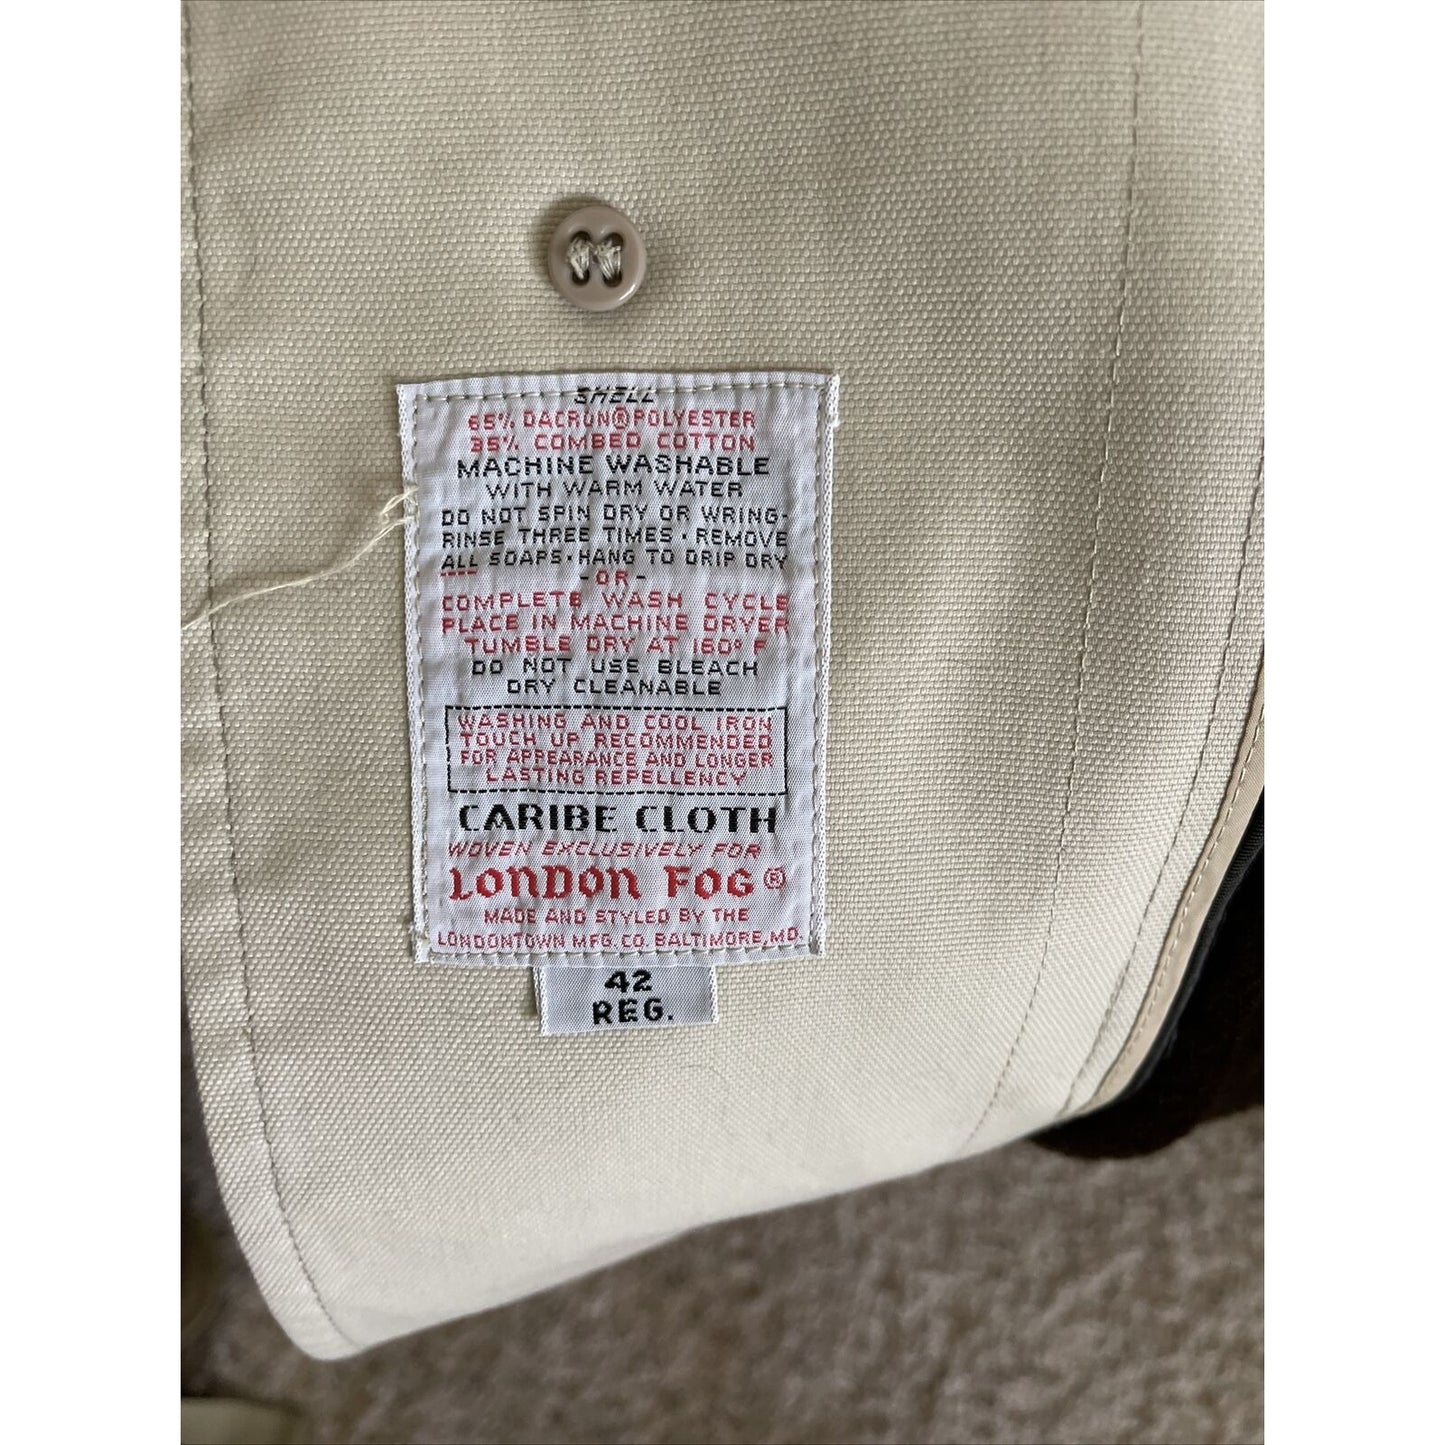 SHELL
65% DACRON® POLYESTER
35% COMBED COTTON
MACHINE WASHABLE
WITH WARM WATER
DO NOT SPIN DRY OR WRING-
RINSE THREE TIMES · REMOVE
ALL SOAPS · HANG TO DRIP DRY
- OR -
COMPLETE WASH CYCLE
PLACE IN MACHINE DRYER
TUMBLE DRY AT 160° F
DO NOT USE BLEACH
DRY CLEANABLE
WASHING AND COOL IRON
TOUCH UP RECOMMENDED
FOR APPEARANCE AND LONGER
LASTING REPELLENCY
CARIBE CLOTH
WOVEN EXCLUSIVELY FOR
LONDON FOG ®
MADE AND STYLED BY THE
LONDONTOWN MFG. CO. BALTIMORE, MD.
42
REG.